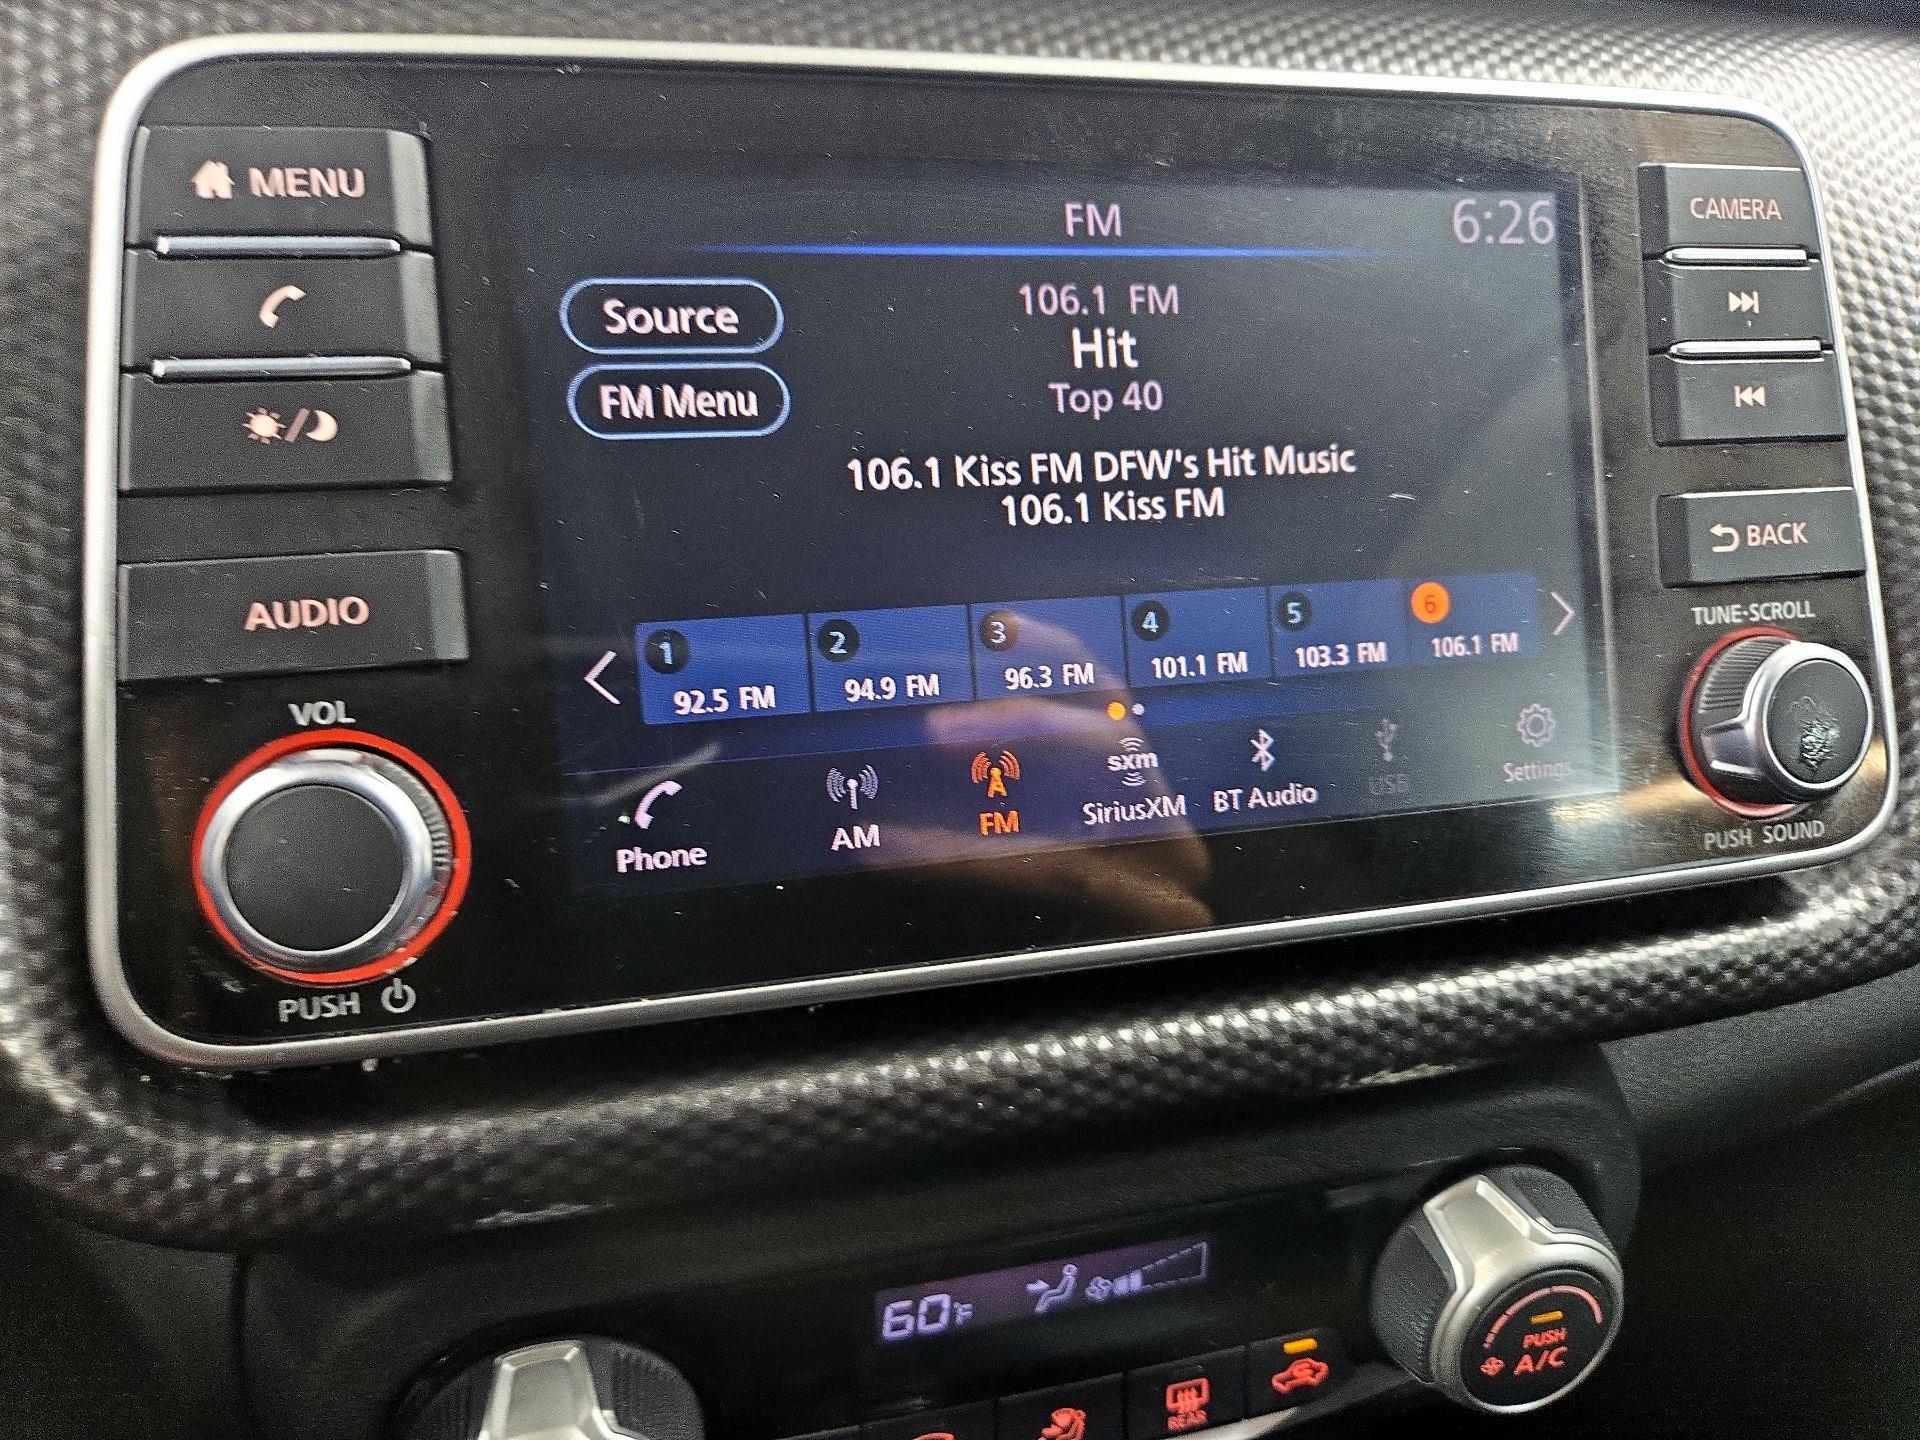 MENU
AUDIO
VOL
PUSH
FM
6:26
Source
FM Menu
106.1 FM
Hit
Top 40
106.1 Kiss FM DFW's Hit Music
106.1 Kiss FM
1
92.5 FM
2
94.9 FM
3
96.3 FM
4
101.1 FM
5
103.3 FM
6
106.1 FM
Phone
AM
FM
sxm
SiriusXM
BT Audio
USB
Settings
CAMERA
BACK
TUNE·SCROLL
PUSH SOUND
60°F
REAR
PUSH
A/C